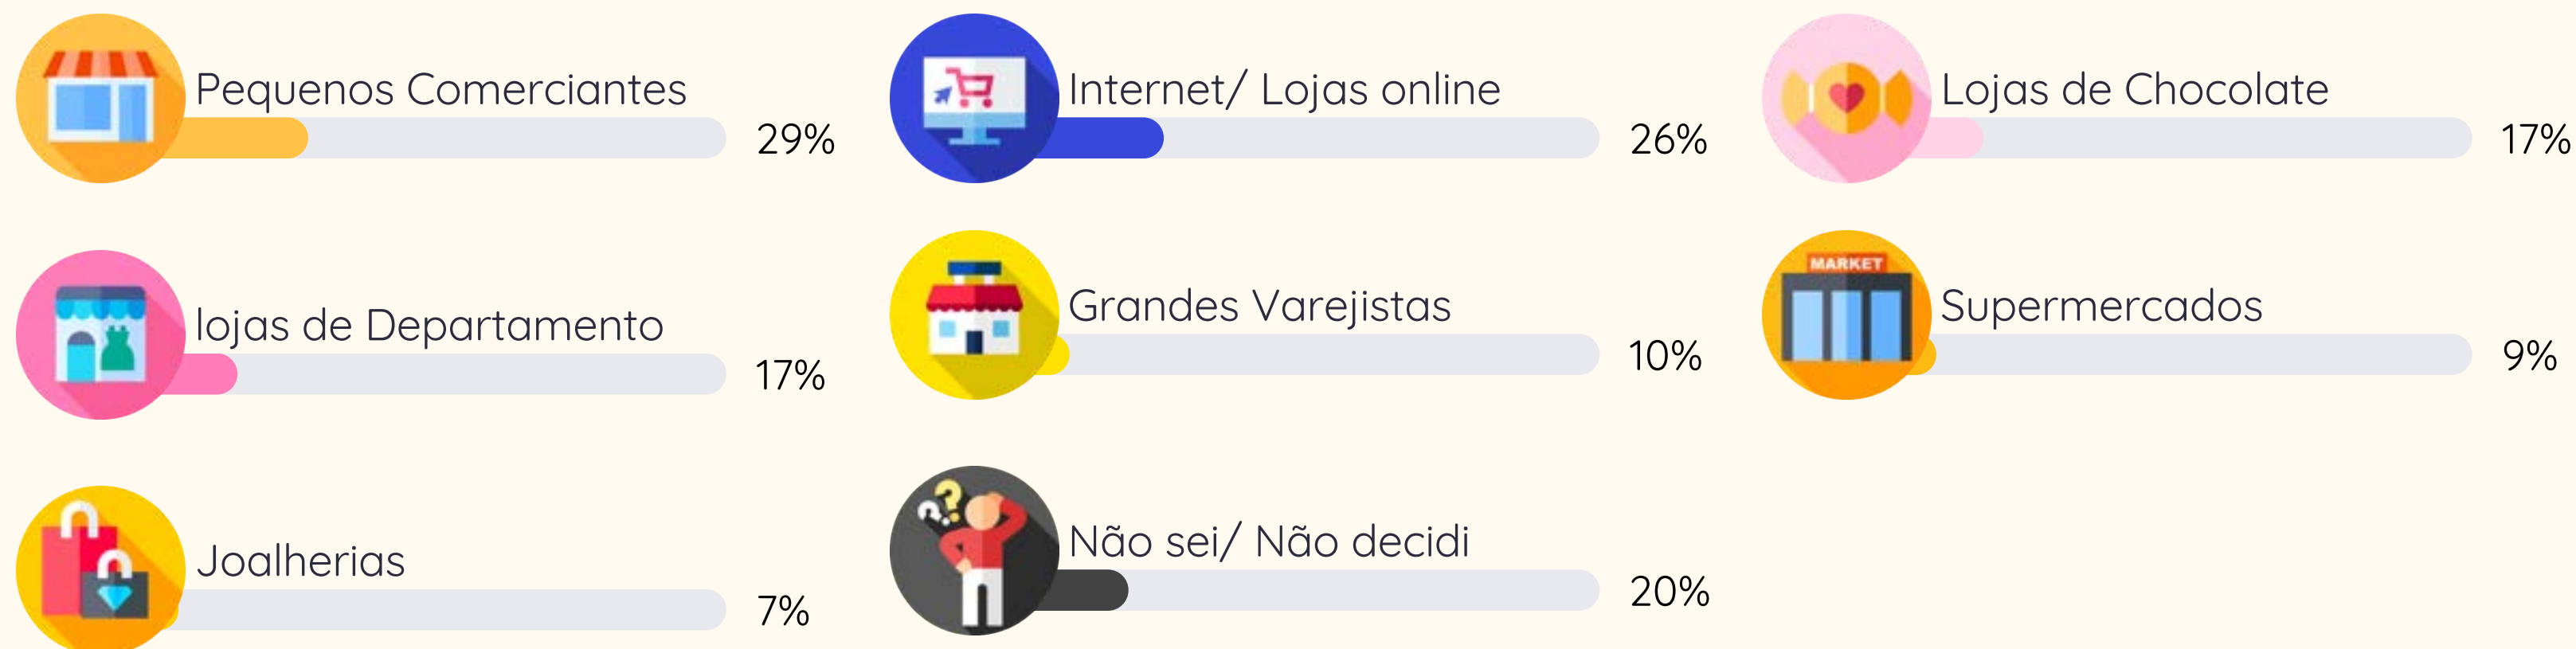 Pequenos Comerciantes
29%
Internet/ Lojas online
26%
Lojas de Chocolate
17%
lojas de Departamento
17%
Grandes Varejistas
10%
MARKET
Supermercados
9%
Joalherias
7%
??
Não sei/ Não decidi
20%